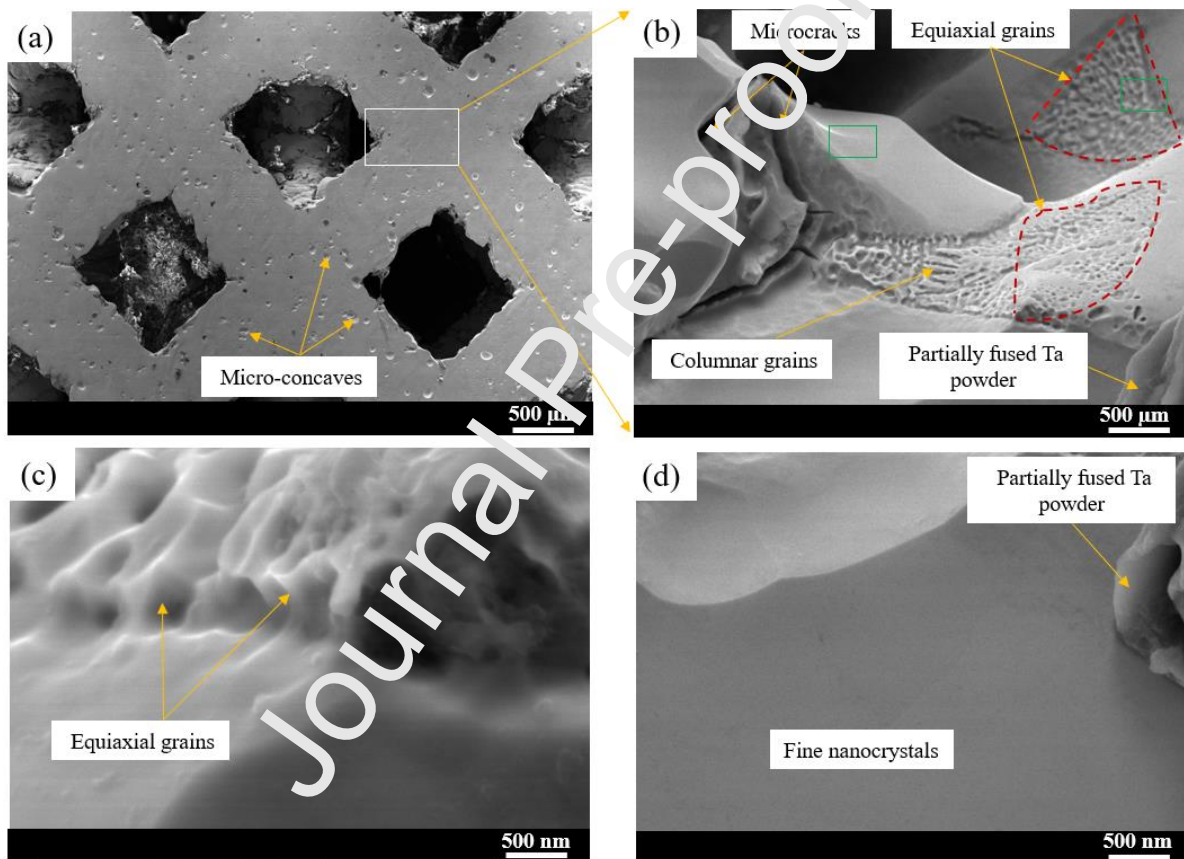 (a)
Micro-concaves
500 μm
(b)
Microcracks
Equiaxial grains
Columnar grains
Partially fused Ta
powder
500 μm
(c)
Equiaxial grains
500 nm
(d)
Partially fused Ta
powder
Fine nanocrystals
500 nm
Journal Pre-proo